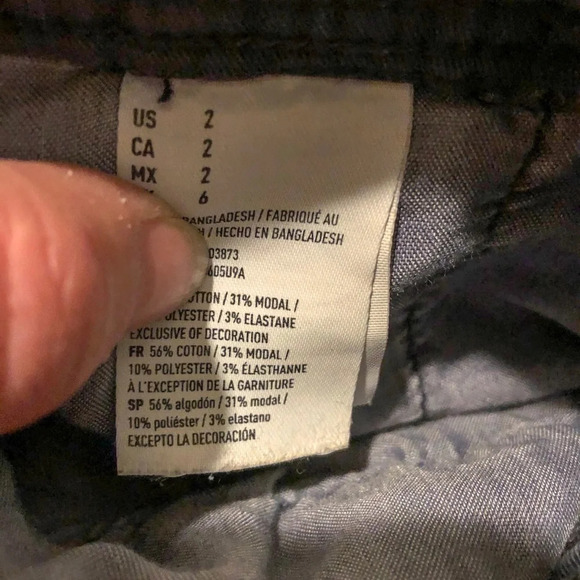 US 2
CA 2
MX 2
6
BANGLADESH / FABRIQUÉ AU
/ HECHO EN BANGLADESH
03873
605U9A
/ 31% MODAL /
/ 3% ELASTANE
EXCLUSIVE OF DECORATION
FR 56% COTON / 31% MODAL /
10% POLYESTER / 3% ÉLASTHANNE
À L'EXCEPTION DE LA GARNITURE
SP 56% algodón / 31% modal /
10% poliéster / 3% elastano
EXCEPTO LA DECORACIÓN